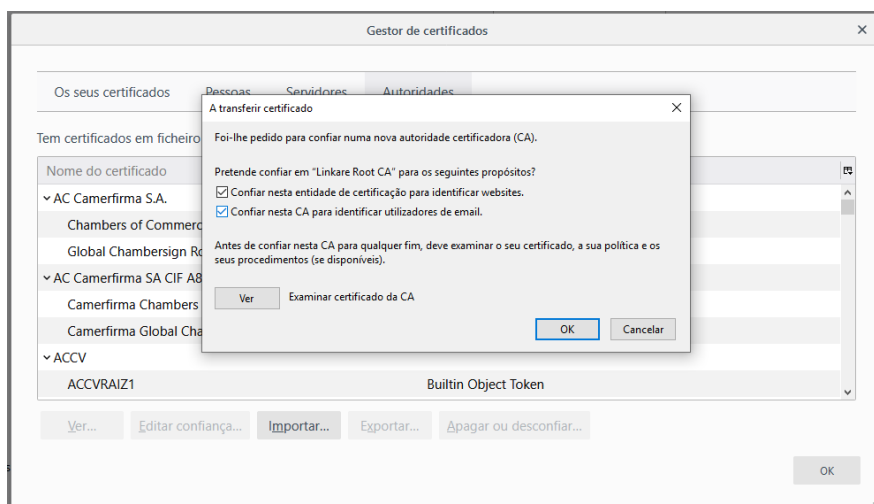 Gestor de certificados
Os seus certificados Pessoas Servidores Autoridades
A transferir certificado
Foi-lhe pedido para confiar numa nova autoridade certificadora (CA).
Tem certificados em ficheiro
Nome do certificado
Pretende confiar em "Linkare Root CA" para os seguintes propósitos?
Confiar nesta entidade de certificação para identificar websites.
Confiar nesta CA para identificar utilizadores de email.
Antes de confiar nesta CA para qualquer fim, deve examinar o seu certificado, a sua política e os
seus procedimentos (se disponíveis).
Ver Examinar certificado da CA
OK Cancelar
AC Camerfirma S.A.
Chambers of Commerc
Global Chambersign Ro
AC Camerfirma SA CIF A8
Camerfirma Chambers
Camerfirma Global Cha
ACCV
ACCVRAIZ1 Builtin Object Token
Ver... Editar confiança... Importar... Exportar... Apagar ou desconfiar...
OK